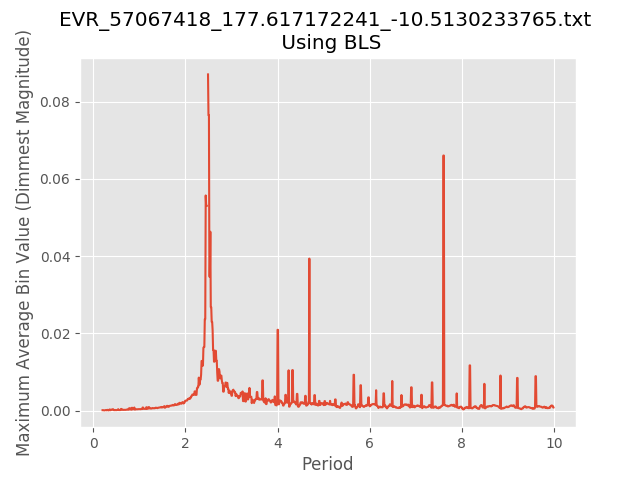 EVR_57067418_177.617172241_-10.5130233765.txt
Using BLS
Maximum Average Bin Value (Dimmest Magnitude)
0.08
0.06
0.04
0.02
0.00
0
2
4
6
8
10
Period